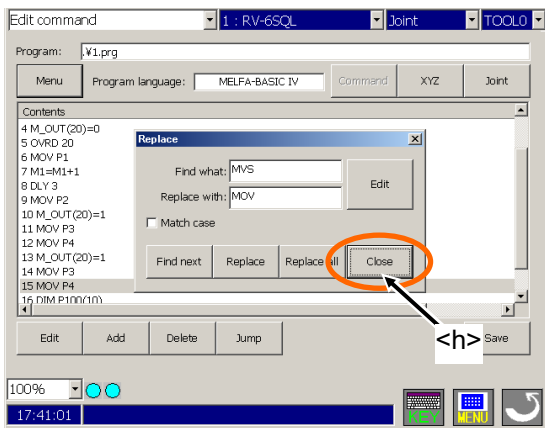 Edit command 1 : RV-6SQL Joint TOOL0
Program: .¥1.prg
Menu Program language: MELFA-BASIC IV Command XYZ Joint
Contents
4 M_OUT(20)=0
5 OVRD 20
6 MOV P1
7 M1=M1+1
8 DLY 3
9 MOV P2
10 M_OUT(20)=1
11 MOV P3
12 MOV P4
13 M_OUT(20)=1
14 MOV P3
15 MOV P4
16 DIM P100(10)
Replace
Find what: MVS
Edit
Replace with: MOV
Match case
Find next Replace Replace all Close
<h>
Edit Add Delete Jump Save
100%
17:41:01
KEY MENU